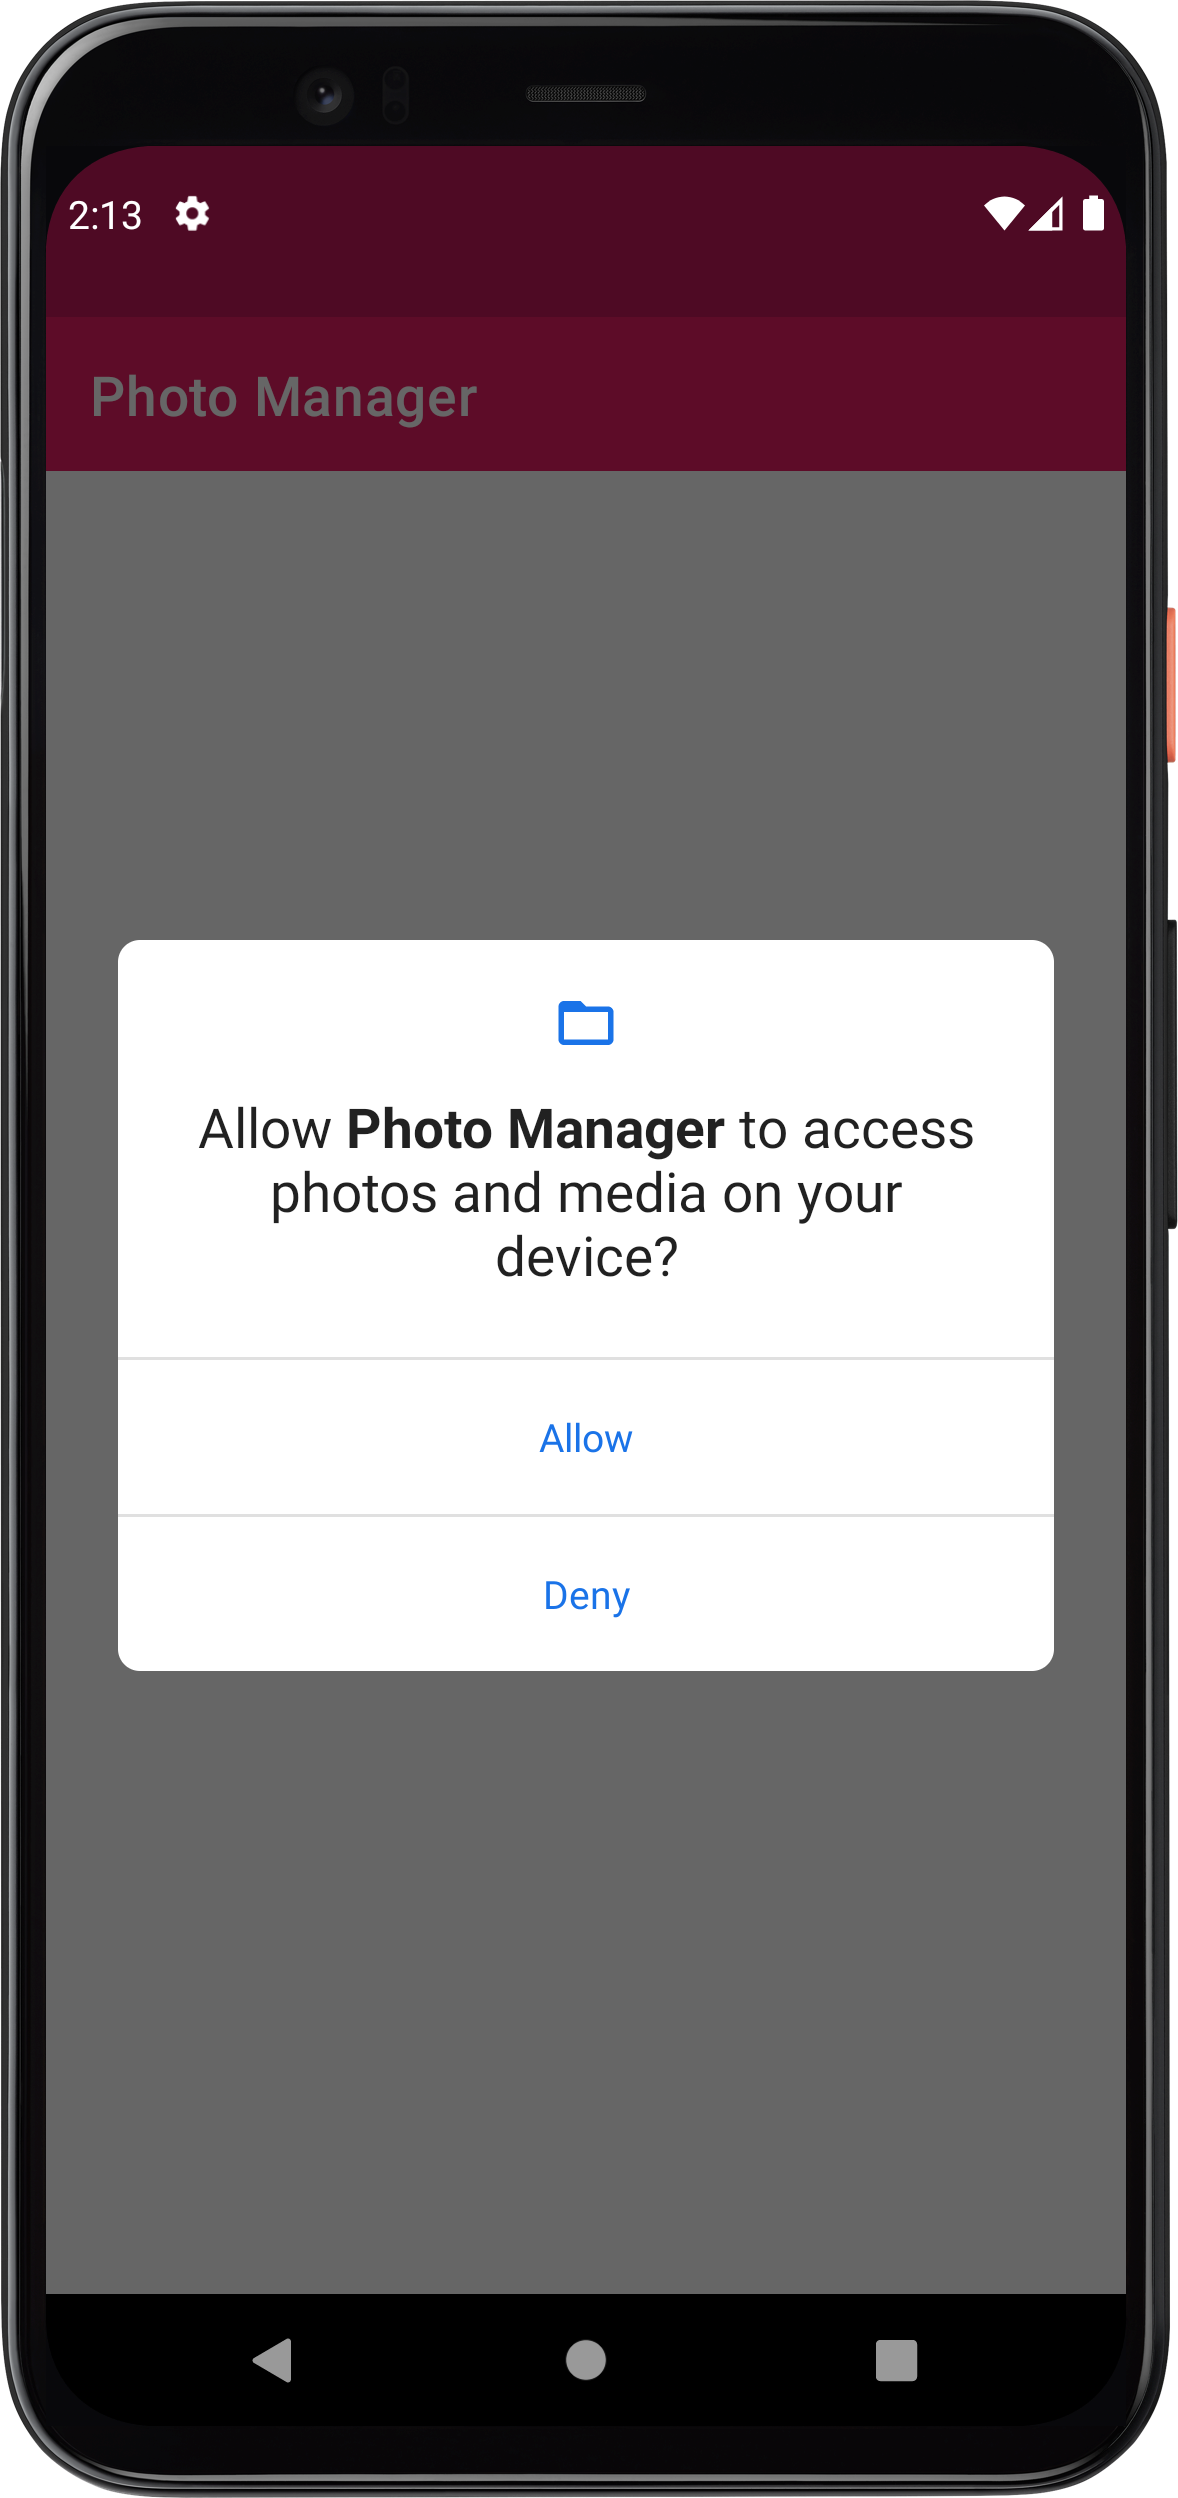 2:13
Photo Manager
Allow Photo Manager to access
photos and media on your
device?
Allow
Deny